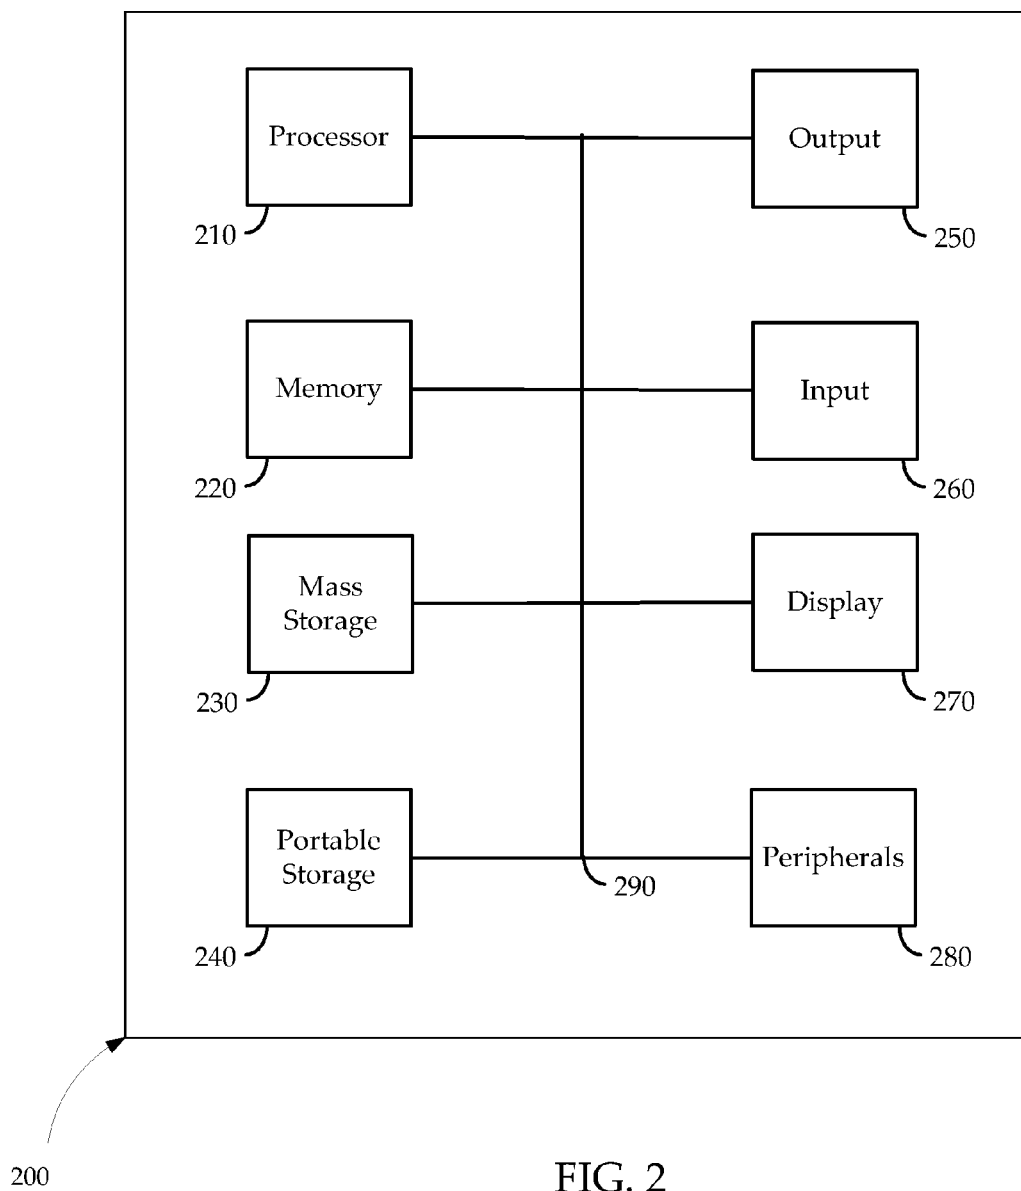 Processor
Output
210
250
Memory
Input
220
260
Mass
Storage
Display
230
270
Portable
Storage
Peripherals
290
240
280
200
FIG. 2